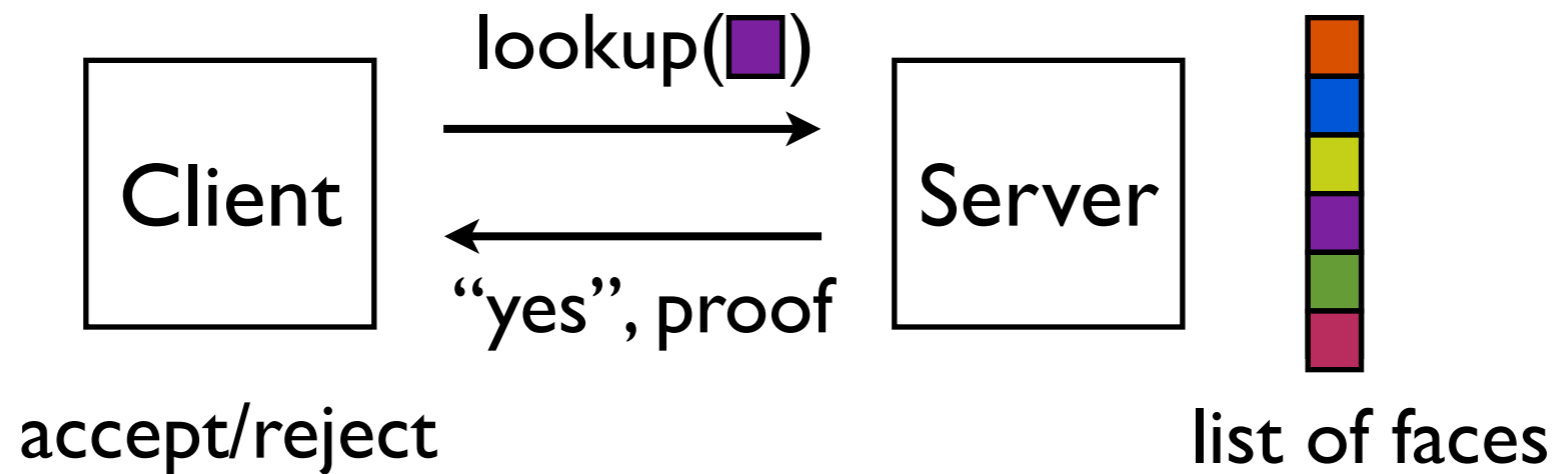 lookup( )
Client
Server
“yes”, proof
accept/reject
list of faces